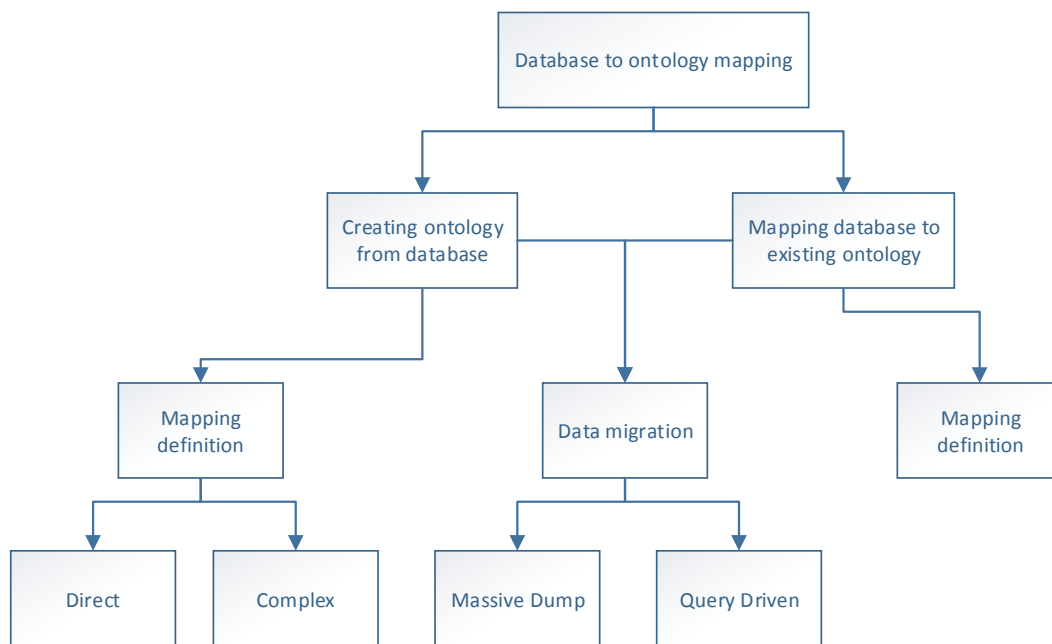 Database to ontology mapping
Creating ontology
from database
Mapping database to
existing ontology
Mapping
definition
Data migration
Mapping
definition
Direct
Complex
Massive Dump
Query Driven